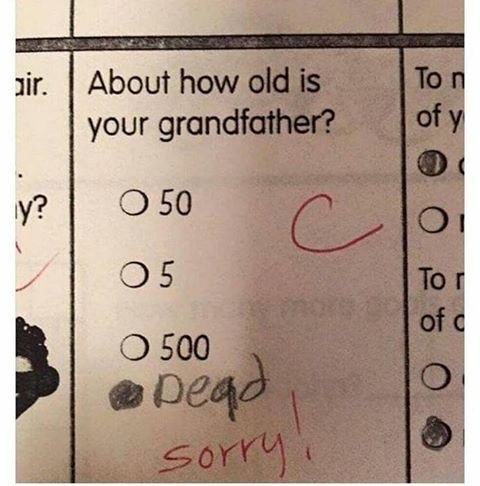 air.
About how old is
your grandfather?
50
5
500
Dead
sorry!
C
y?
To
of y
To
of